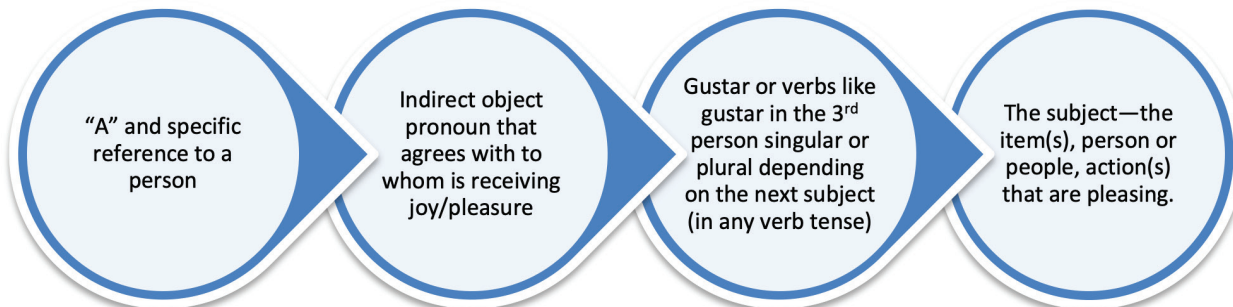 “A” and specific
reference to a
person
Indirect object
pronoun that
agrees with to
whom is receiving
joy/pleasure
Gustar or verbs like
gustar in the 3rd
person singular or
plural depending
on the next subject
(in any verb tense)
The subject—the
item(s), person or
people, action(s)
that are pleasing.